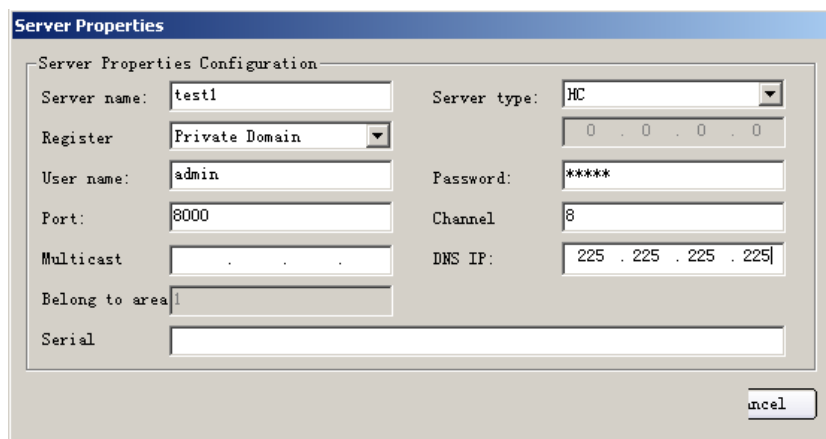 Server Properties
Server Properties Configuration
Server name: test1 Server type: HC
Register Private Domain 0 . 0 . 0 . 0
User name: admin Password: *****
Port: 8000 Channel 8
Multicast . . . DNS IP: 225 . 225 . 225 . 225
Belong to area 1
Serial
ancel